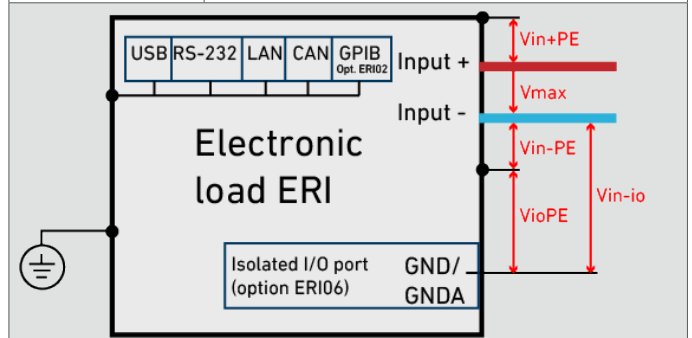 Vin+PE
USB RS-232 LAN CAN GPIB
Opt. ERI02
Input +
Vmax
Input -
Electronic
load ERI
Vin-PE
Vin-io
VioPE
Isolated I/O port
(option ERI06)
GND/
GNDA